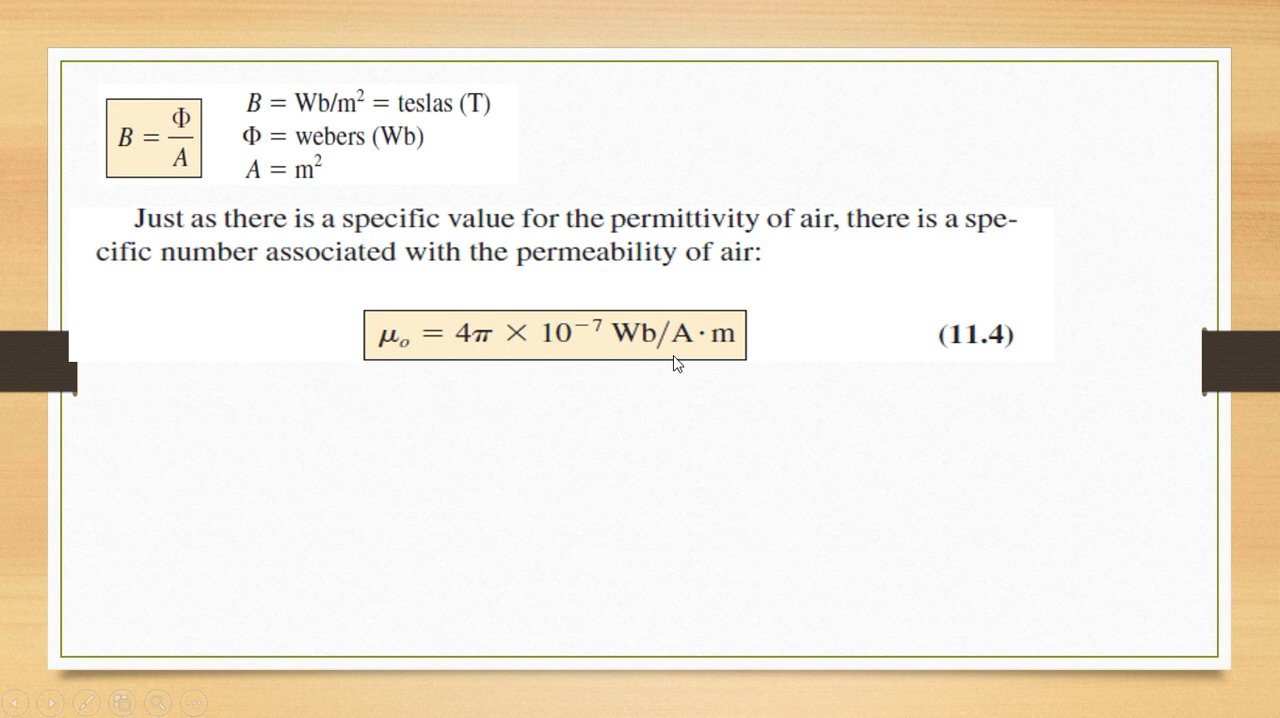 B = Φ/A
B = Wb/m² = teslas (T)
Φ = webers (Wb)
A = m²
Just as there is a specific value for the permittivity of air, there is a spe-
cific number associated with the permeability of air:
μₒ = 4π × 10⁻⁷ Wb/A · m (11.4)